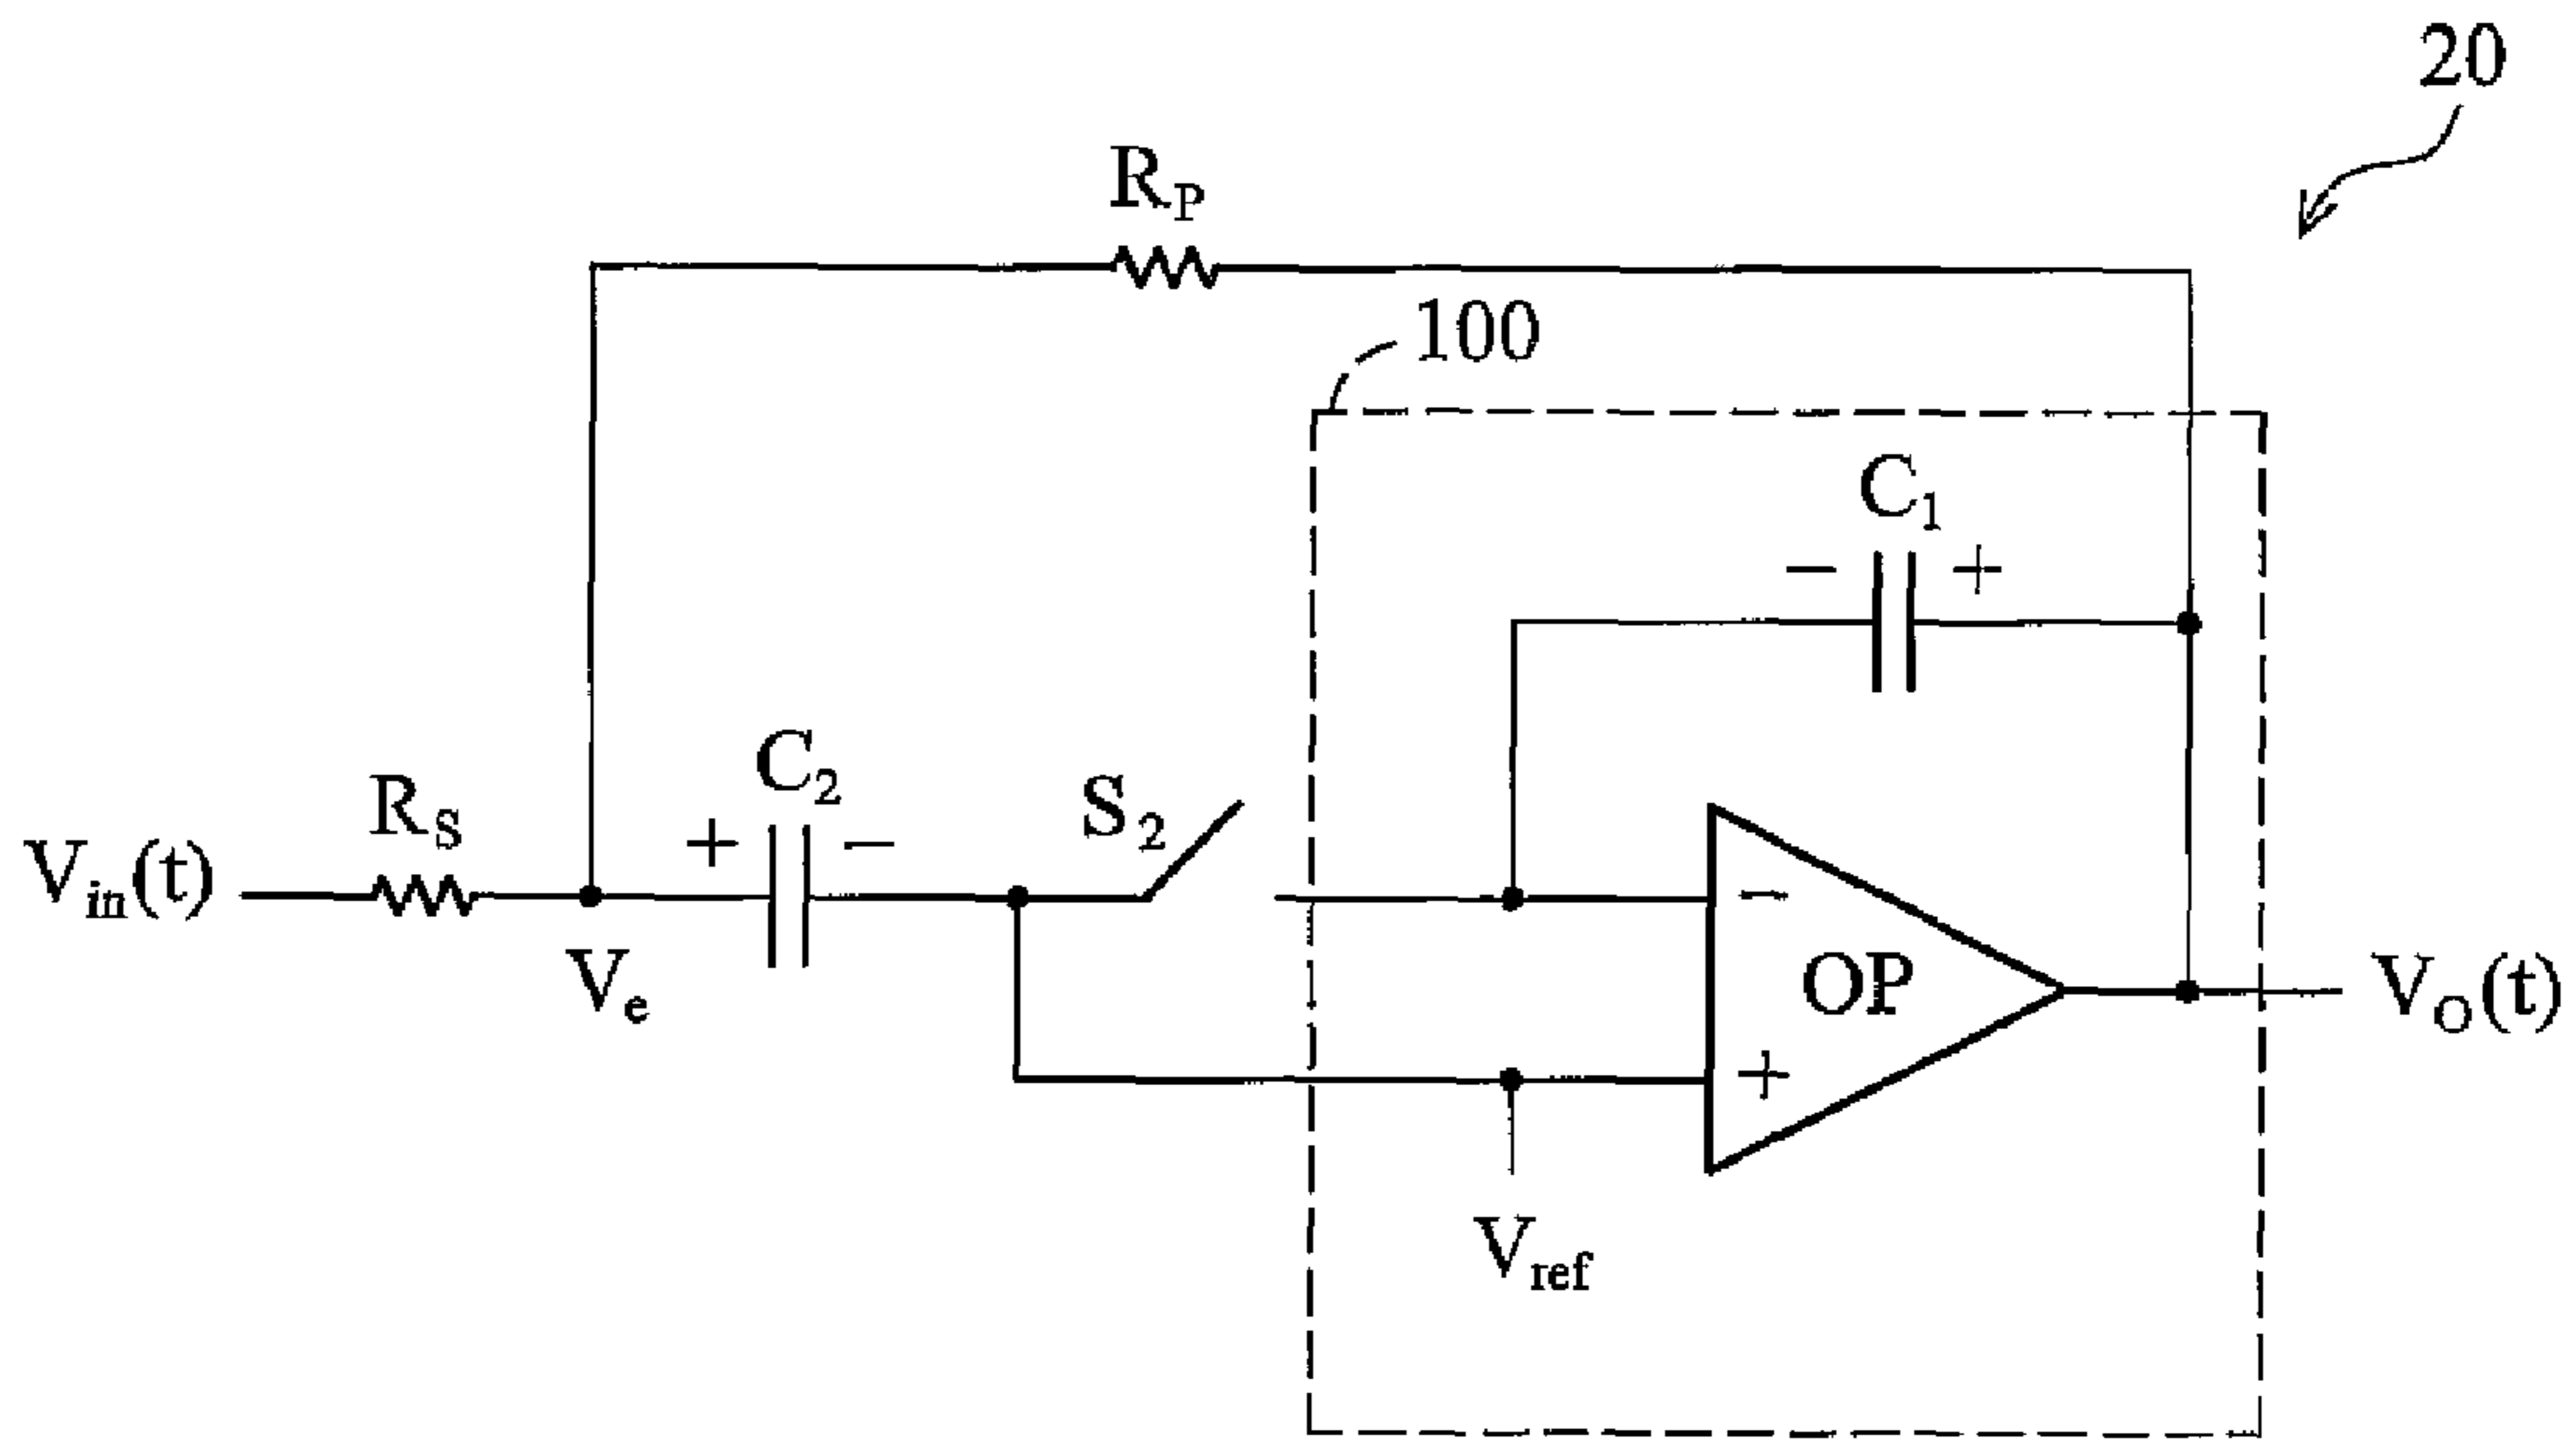 20
R_P
100
C_1
- +
C_2
R_S
S_2
V_in(t)
+ -
-
V_e
OP
V_O(t)
+
V_ref